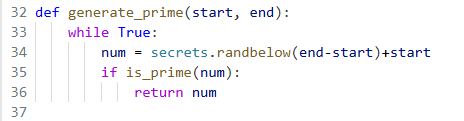 32 def generate_prime(start, end):
33     while True:
34         num = secrets.randbelow(end-start)+start
35         if is_prime(num):
36             return num
37